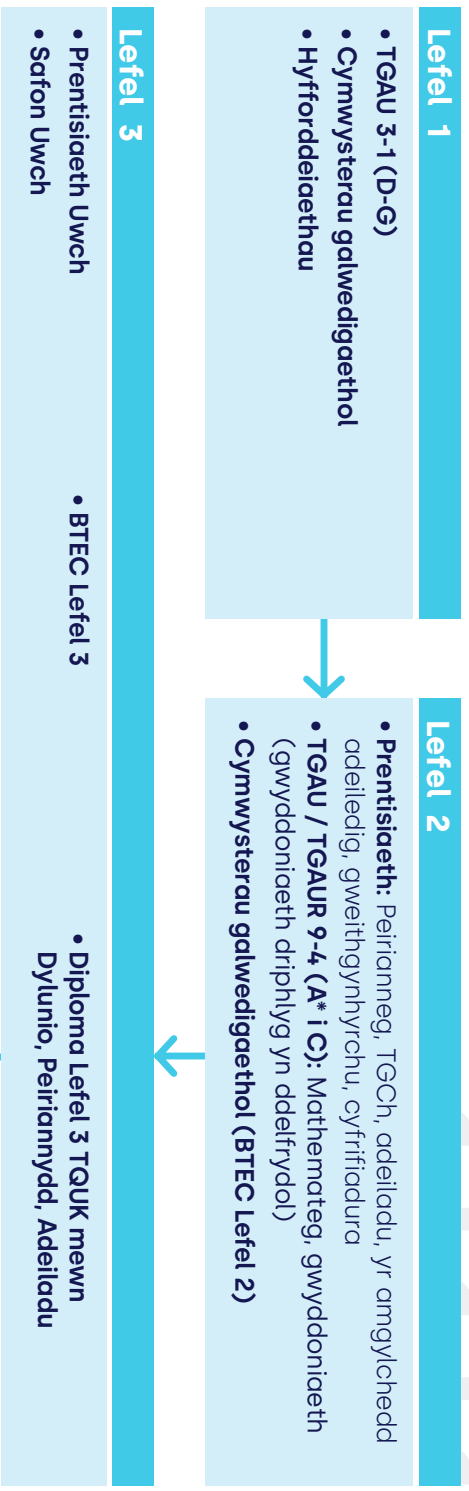 Lefel 1
• TGAU 3-1 (D-G)
• Cymwysterau galwedigaethol
• Hyfforddeiaethau
Lefel 2
• Prentisiaeth: Peirianneg, TGCh, adeiladu, yr amgylchedd
adeiledig, gweithgynhyrchu, cyfrifiadura
• TGAU / TGAUR 9-4 (A* i C): Mathemateg, gwyddoniaeth
(gwyddoniaeth driphlyg yn ddelfrydol)
• Cymwysterau galwedigaethol (BTEC Lefel 2)
Lefel 3
• Prentisiaeth Uwch
• Safon Uwch
• BTEC Lefel 3
• Diploma Lefel 3 TQUK mewn
Dylunio, Peiriannydd, Adeiladu